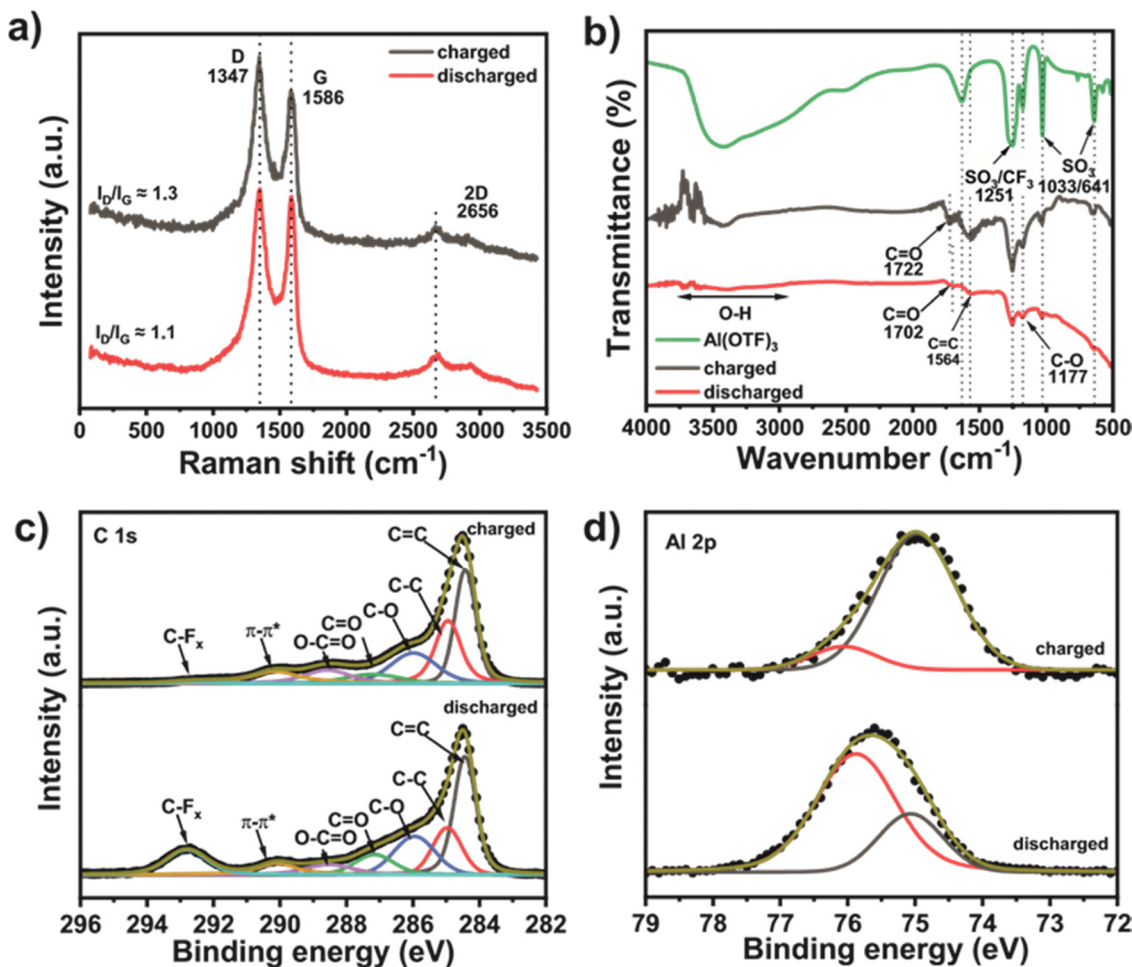 a)
D
1347
G
1586
charged
discharged
2D
2656
I_D/I_G ≈ 1.3
I_D/I_G ≈ 1.1
Intensity (a.u.)
0 500 1000 1500 2000 2500 3000 3500
Raman shift (cm⁻¹)
b)
SO₃/CF₃
1251
SO₃
1033/641
C=O
1722
O-H
C=O
1702
C=C
1564
C-O
1177
Al(OTF)₃
charged
discharged
Transmittance (%)
4000 3500 3000 2500 2000 1500 1000 500
Wavenumber (cm⁻¹)
c)
C 1s
charged
C=C
C-C
C-O
C=O
O-C=O
π-π*
C-Fₓ
discharged
C=C
C-C
C-O
C=O
O-C=O
π-π*
C-Fₓ
Intensity (a.u.)
296 294 292 290 288 286 284 282
Binding energy (eV)
d)
Al 2p
charged
discharged
Intensity (a.u.)
79 78 77 76 75 74 73 72
Binding energy (eV)